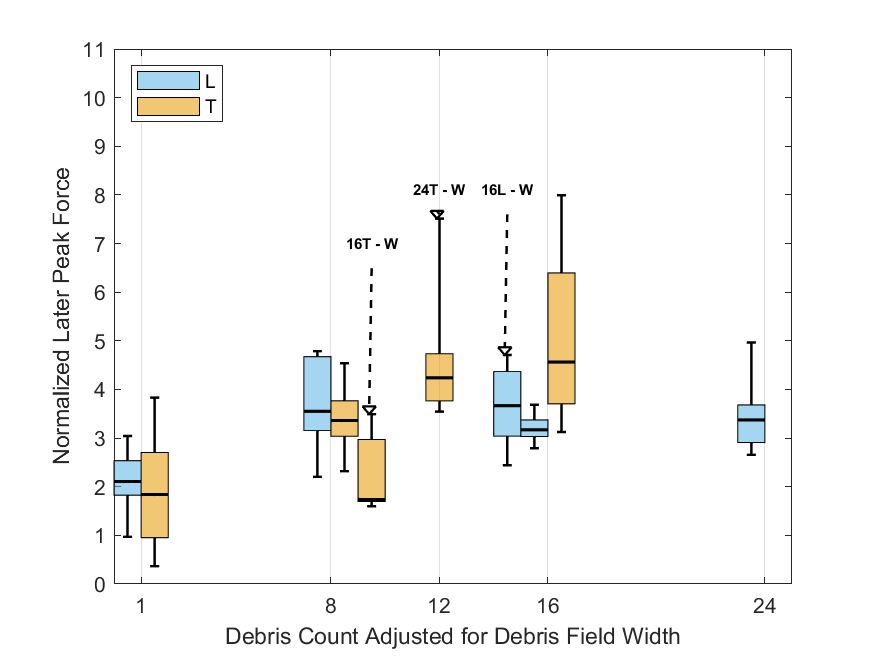 11
10
9
8
7
6
5
4
3
2
1
0
Normalized Later Peak Force
L
T
24T - W
16L - W
16T - W
1
8
12
16
24
Debris Count Adjusted for Debris Field Width